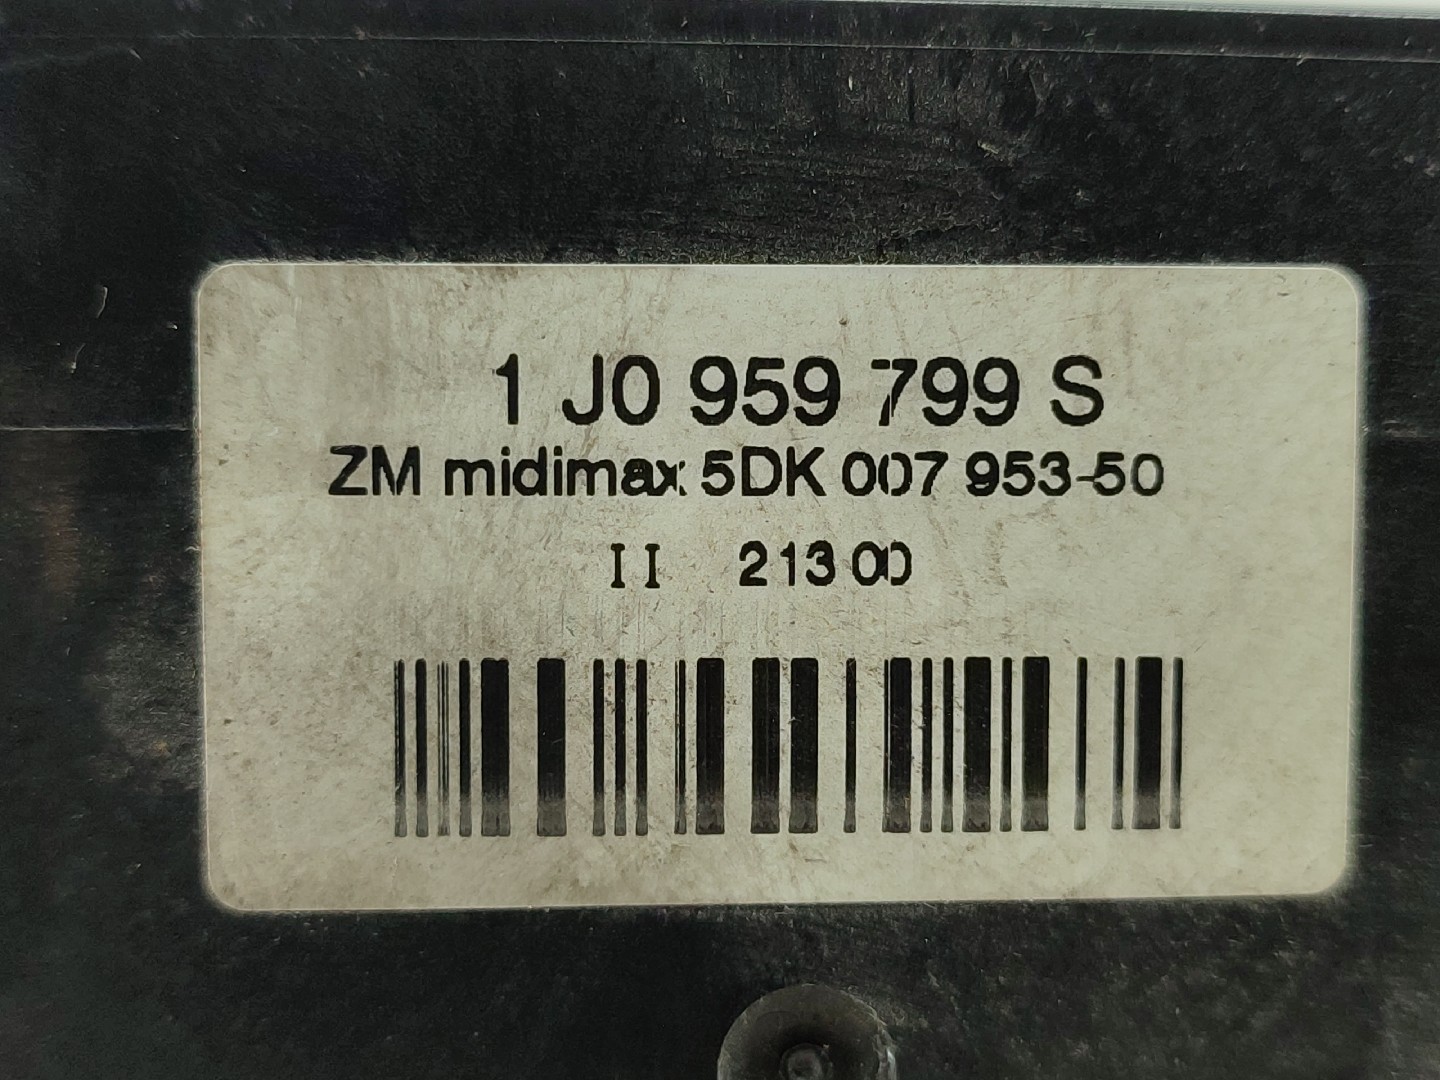 1 J0 959 799 S
ZM midimax 5DK 007 953-50
II 213 00